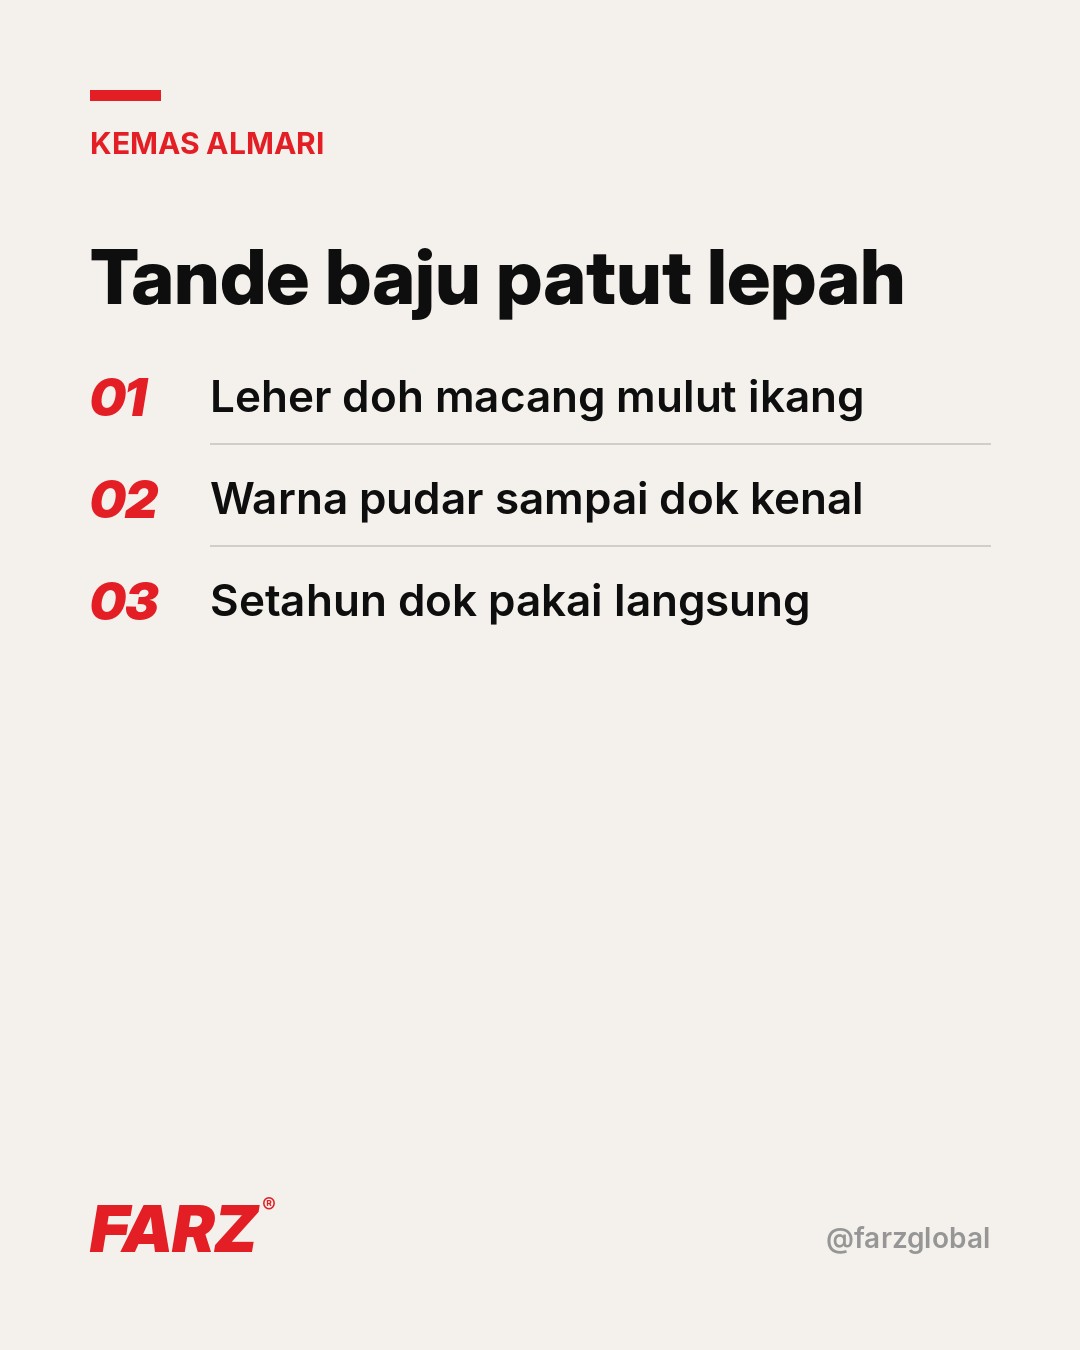 KEMAS ALMARI
Tande baju patut lepah
01 Leher doh macang mulut ikang
02 Warna pudar sampai dok kenal
03 Setahun dok pakai langsung
FARZ®
@farzglobal